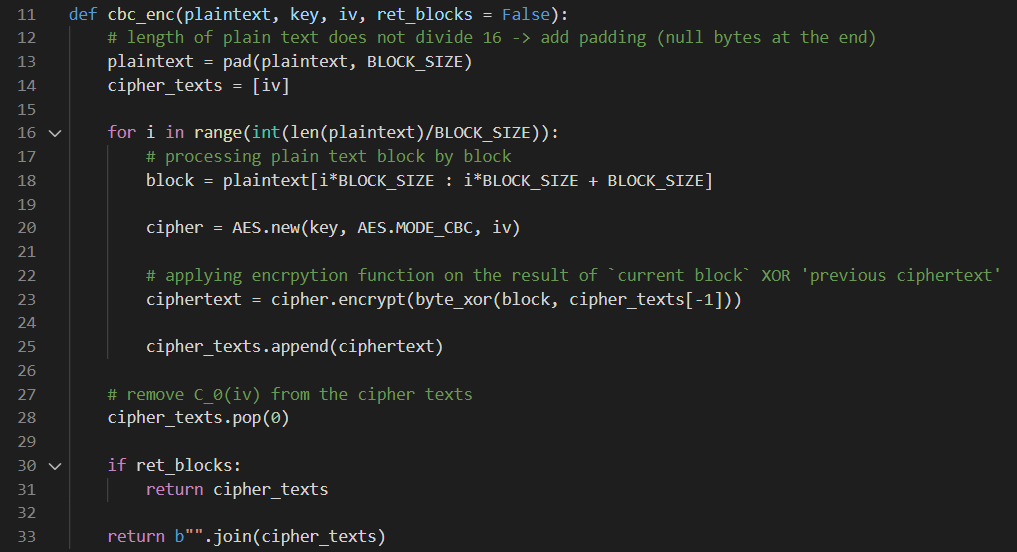 11 def cbc_enc(plaintext, key, iv, ret_blocks = False):
12     # length of plain text does not divide 16 -> add padding (null bytes at the end)
13     plaintext = pad(plaintext, BLOCK_SIZE)
14     cipher_texts = [iv]
15
16     for i in range(int(len(plaintext)/BLOCK_SIZE)):
17         # processing plain text block by block
18         block = plaintext[i*BLOCK_SIZE : i*BLOCK_SIZE + BLOCK_SIZE]
19
20         cipher = AES.new(key, AES.MODE_CBC, iv)
21
22         # applying encrpytion function on the result of `current block` XOR 'previous ciphertext'
23         ciphertext = cipher.encrypt(byte_xor(block, cipher_texts[-1]))
24
25         cipher_texts.append(ciphertext)
26
27     # remove C_0(iv) from the cipher texts
28     cipher_texts.pop(0)
29
30     if ret_blocks:
31         return cipher_texts
32
33     return b"".join(cipher_texts)